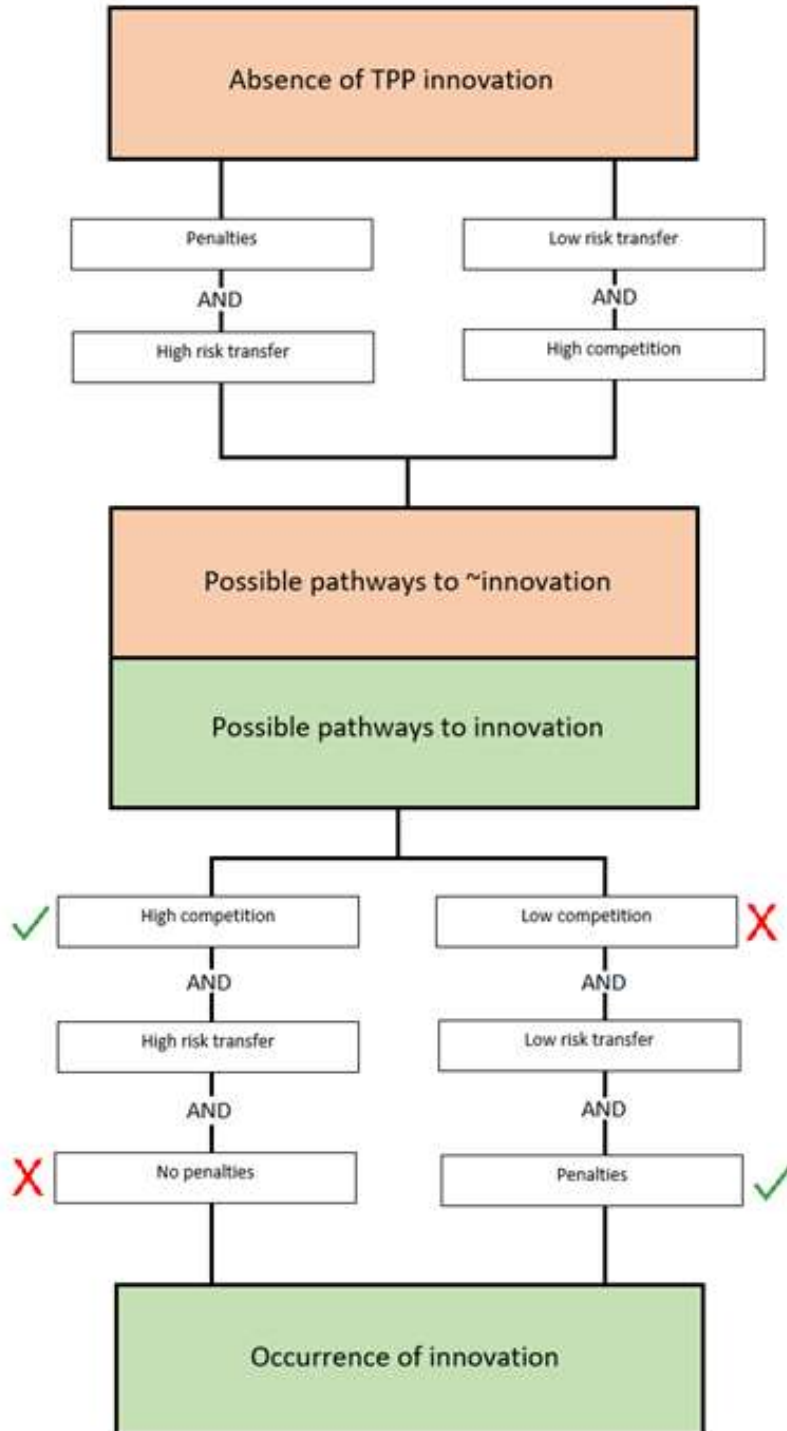 Absence of TPP innovation
Penalties
AND
High risk transfer
Low risk transfer
AND
High competition
Possible pathways to ~innovation
Possible pathways to innovation
High competition
AND
High risk transfer
AND
No penalties
Low competition
AND
Low risk transfer
AND
Penalties
Occurrence of innovation